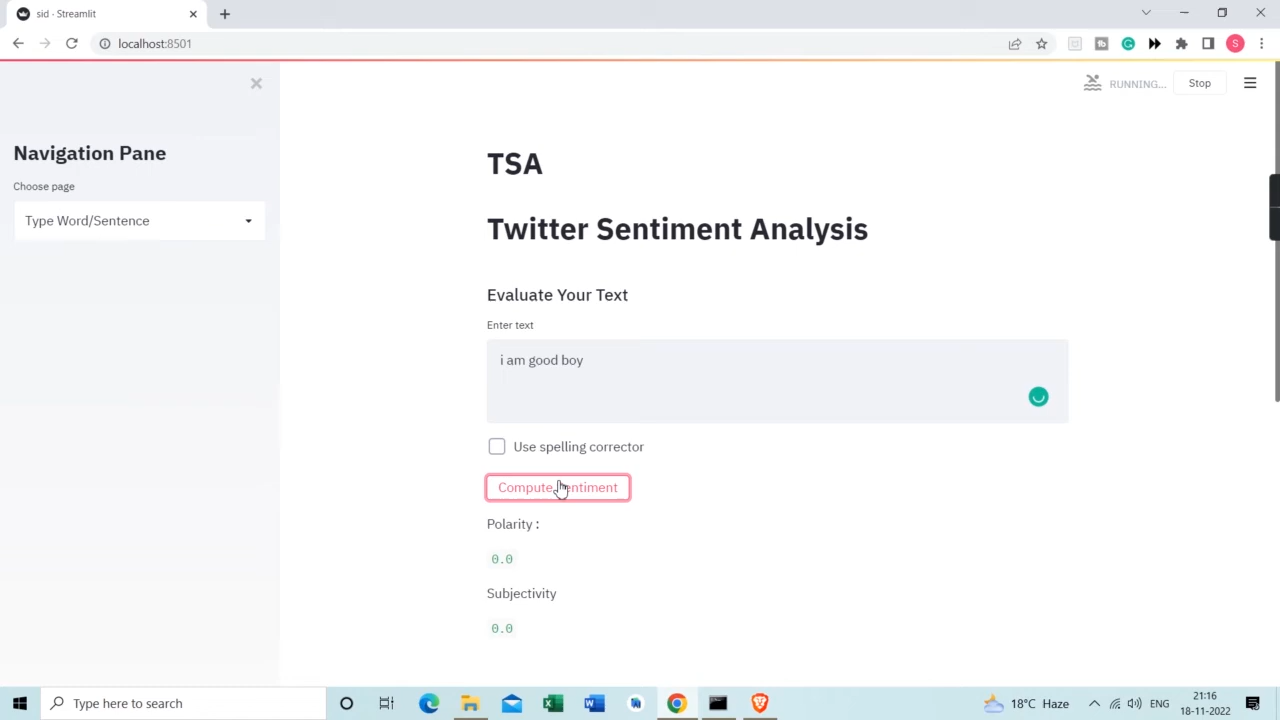 sid · Streamlit
localhost:8501
S
RUNNING...
Stop
Navigation Pane
Choose page
Type Word/Sentence
TSA
Twitter Sentiment Analysis
Evaluate Your Text
Enter text
i am good boy
Use spelling corrector
Compute Sentiment
Polarity :
0.0
Subjectivity
0.0
Type here to search
18°C Haze
ENG
21:16
18-11-2022